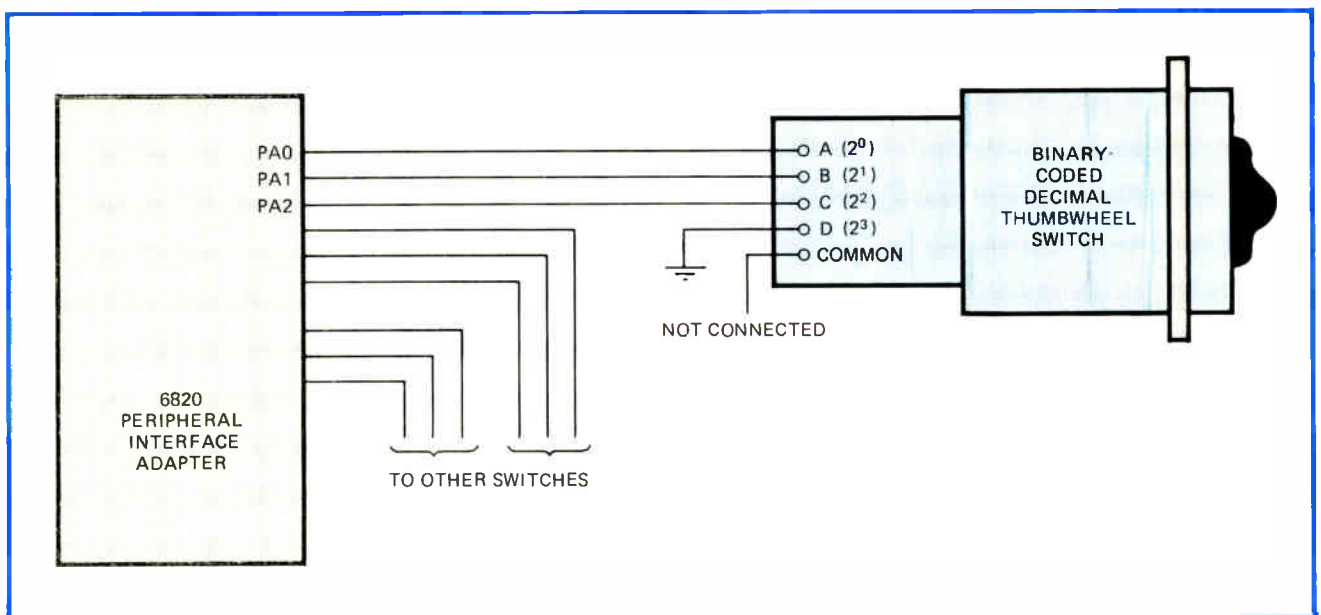 PA0
PA1
PA2
6820
PERIPHERAL
INTERFACE
ADAPTER
TO OTHER SWITCHES
NOT CONNECTED
A (2⁰)
B (2¹)
C (2²)
D (2³)
COMMON
BINARY-
CODED
DECIMAL
THUMBWHEEL
SWITCH